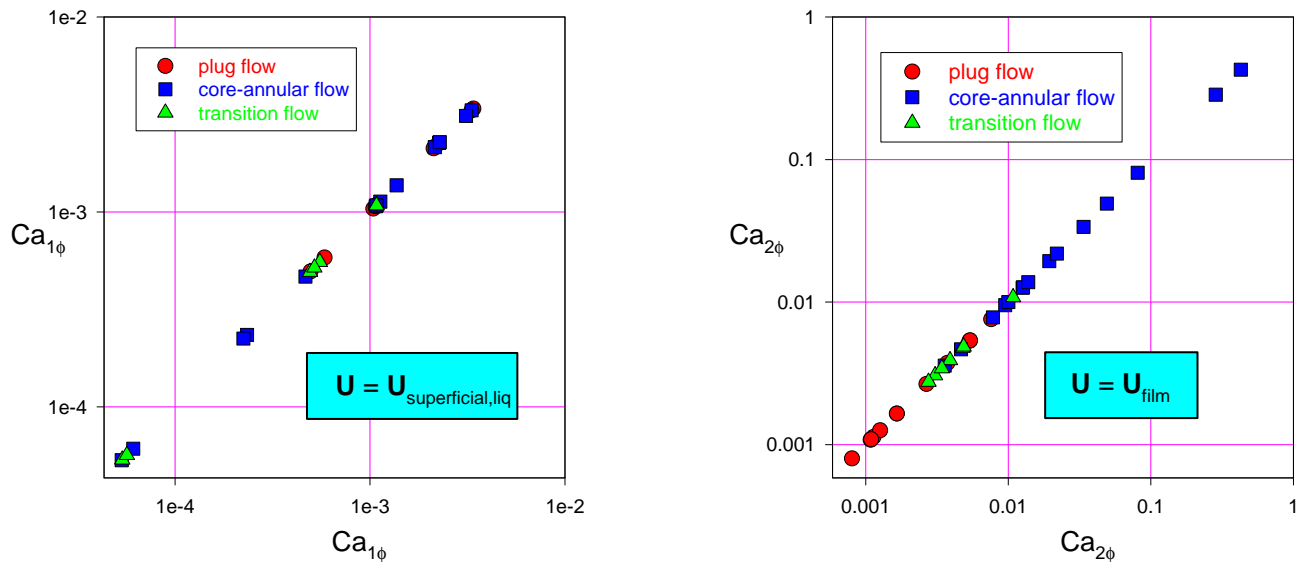 1e-2
plug flow
core-annular flow
transition flow
1e-3
Ca1ϕ
1e-4
U = Usuperficial,liq
1e-4
1e-3
1e-2
Ca1ϕ
1
plug flow
core-annular flow
transition flow
0.1
Ca2ϕ
0.01
U = Ufilm
0.001
0.001
0.01
0.1
1
Ca2ϕ